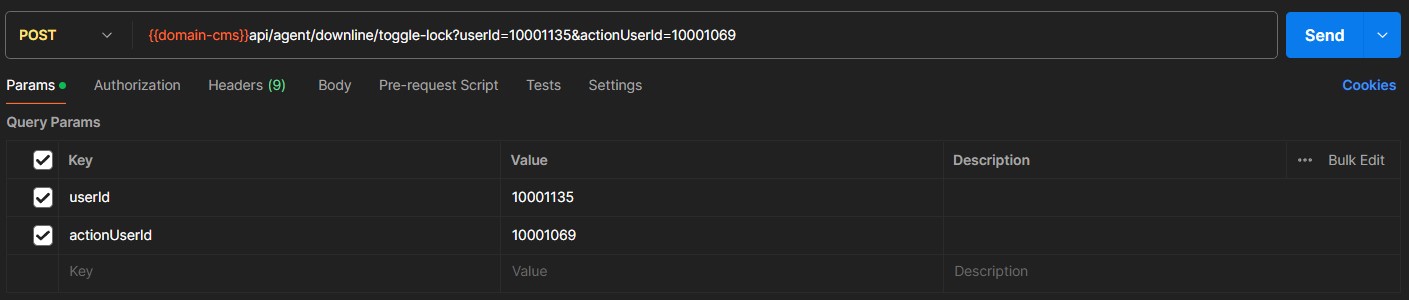 POST {{domain-cms}}api/agent/downline/toggle-lock?userId=10001135&actionUserId=10001069 Send
Params Authorization Headers (9) Body Pre-request Script Tests Settings Cookies
Query Params
Key Value Description ••• Bulk Edit
userId 10001135
actionUserId 10001069
Key Value Description